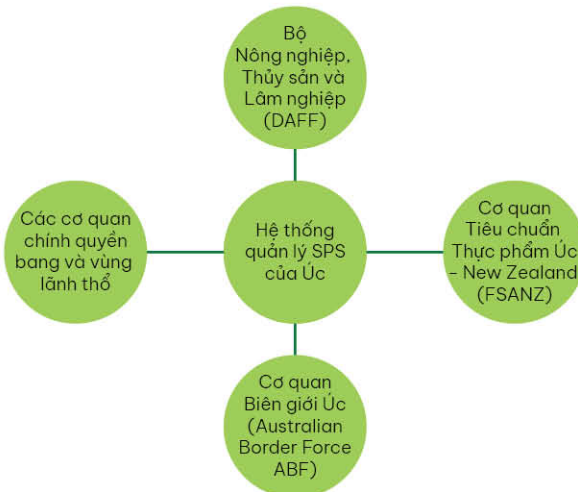 Bộ
Nông nghiệp,
Thủy sản và
Lâm nghiệp
(DAFF)
Các cơ quan
chính quyền
bang và vùng
lãnh thổ
Hệ thống
quản lý SPS
của Úc
Cơ quan
Tiêu chuẩn
Thực phẩm Úc
- New Zealand
(FSANZ)
Cơ quan
Biên giới Úc
(Australian
Border Force
ABF)